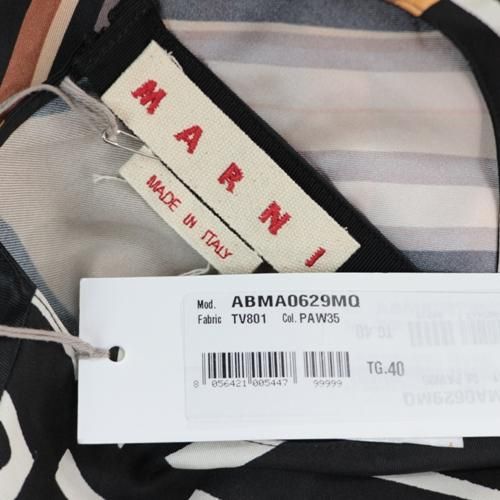 MARNI
MADE IN ITALY
Mod. ABMA0629MQ
Fabric TV801 Col. PAW35
8 056421 005447 99999
TG.40